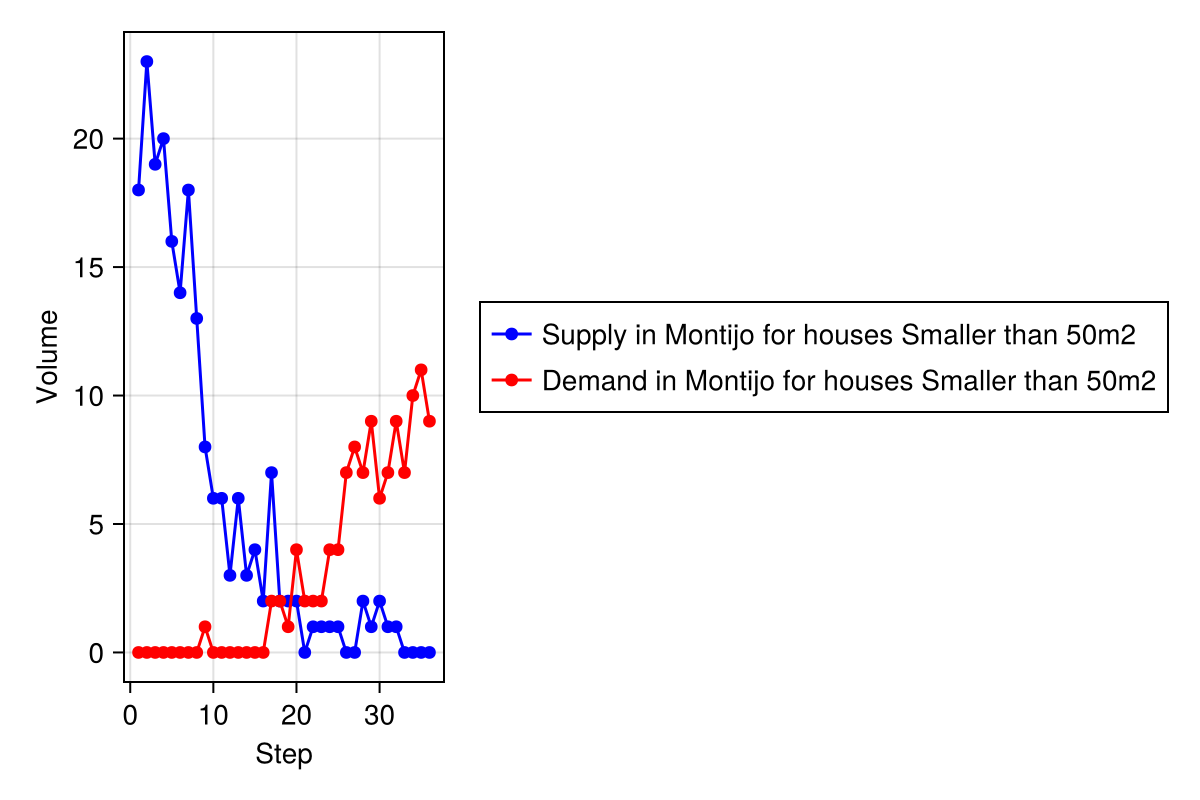 20
15
10
5
0
Volume
0 10 20 30
Step
Supply in Montijo for houses Smaller than 50m2
Demand in Montijo for houses Smaller than 50m2